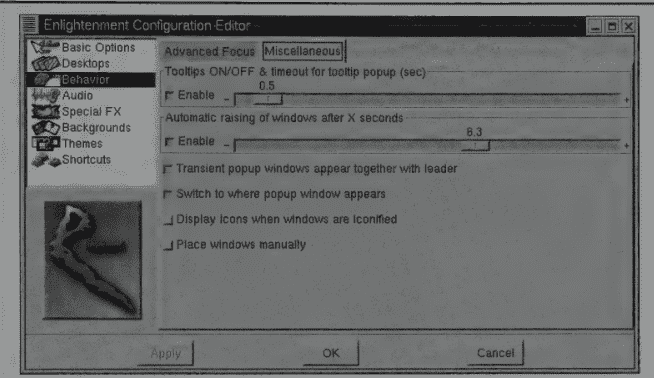 Enlightenment Configuration Editor
Basic Options
Desktops
Behavior
Audio
Special FX
Backgrounds
Themes
Shortcuts
Advanced Focus Miscellaneous
Tooltips ON/OFF & timeout for tooltip popup (sec)
0.5
Enable - +
Automatic raising of windows after X seconds
6.3
Enable - +
Transient popup windows appear together with leader
Switch to where popup window appears
Display icons when windows are iconified
Place windows manually
Apply OK Cancel